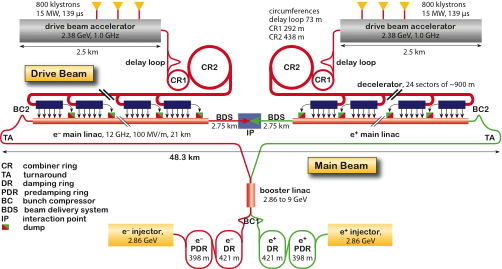 800 klystrons
15 MW, 139 µs
circumferences
delay loop 73 m
CR1 292 m
CR2 438 m
800 klystrons
15 MW, 139 µs
drive beam accelerator
2.38 GeV, 1.0 GHz
drive beam accelerator
2.38 GeV, 1.0 GHz
2.5 km
delay loop
CR2
CR1
CR2
CR1
delay loop
2.5 km
Drive Beam
decelerator, 24 sectors of ~900 m
BC2
BDS
2.75 km
IP
BDS
2.75 km
BC2
TA
e⁻ main linac, 12 GHz, 100 MV/m, 21 km
e⁺ main linac
TA
48.3 km
Main Beam
CR combiner ring
TA turnaround
DR damping ring
PDR predamping ring
BC bunch compressor
BDS beam delivery system
IP interaction point
dump
booster linac
2.86 to 9 GeV
BC1
e⁻ injector,
2.86 GeV
e⁻
PDR
398 m
e⁻
DR
421 m
e⁺
DR
421 m
e⁺
PDR
398 m
e⁺ injector,
2.86 GeV